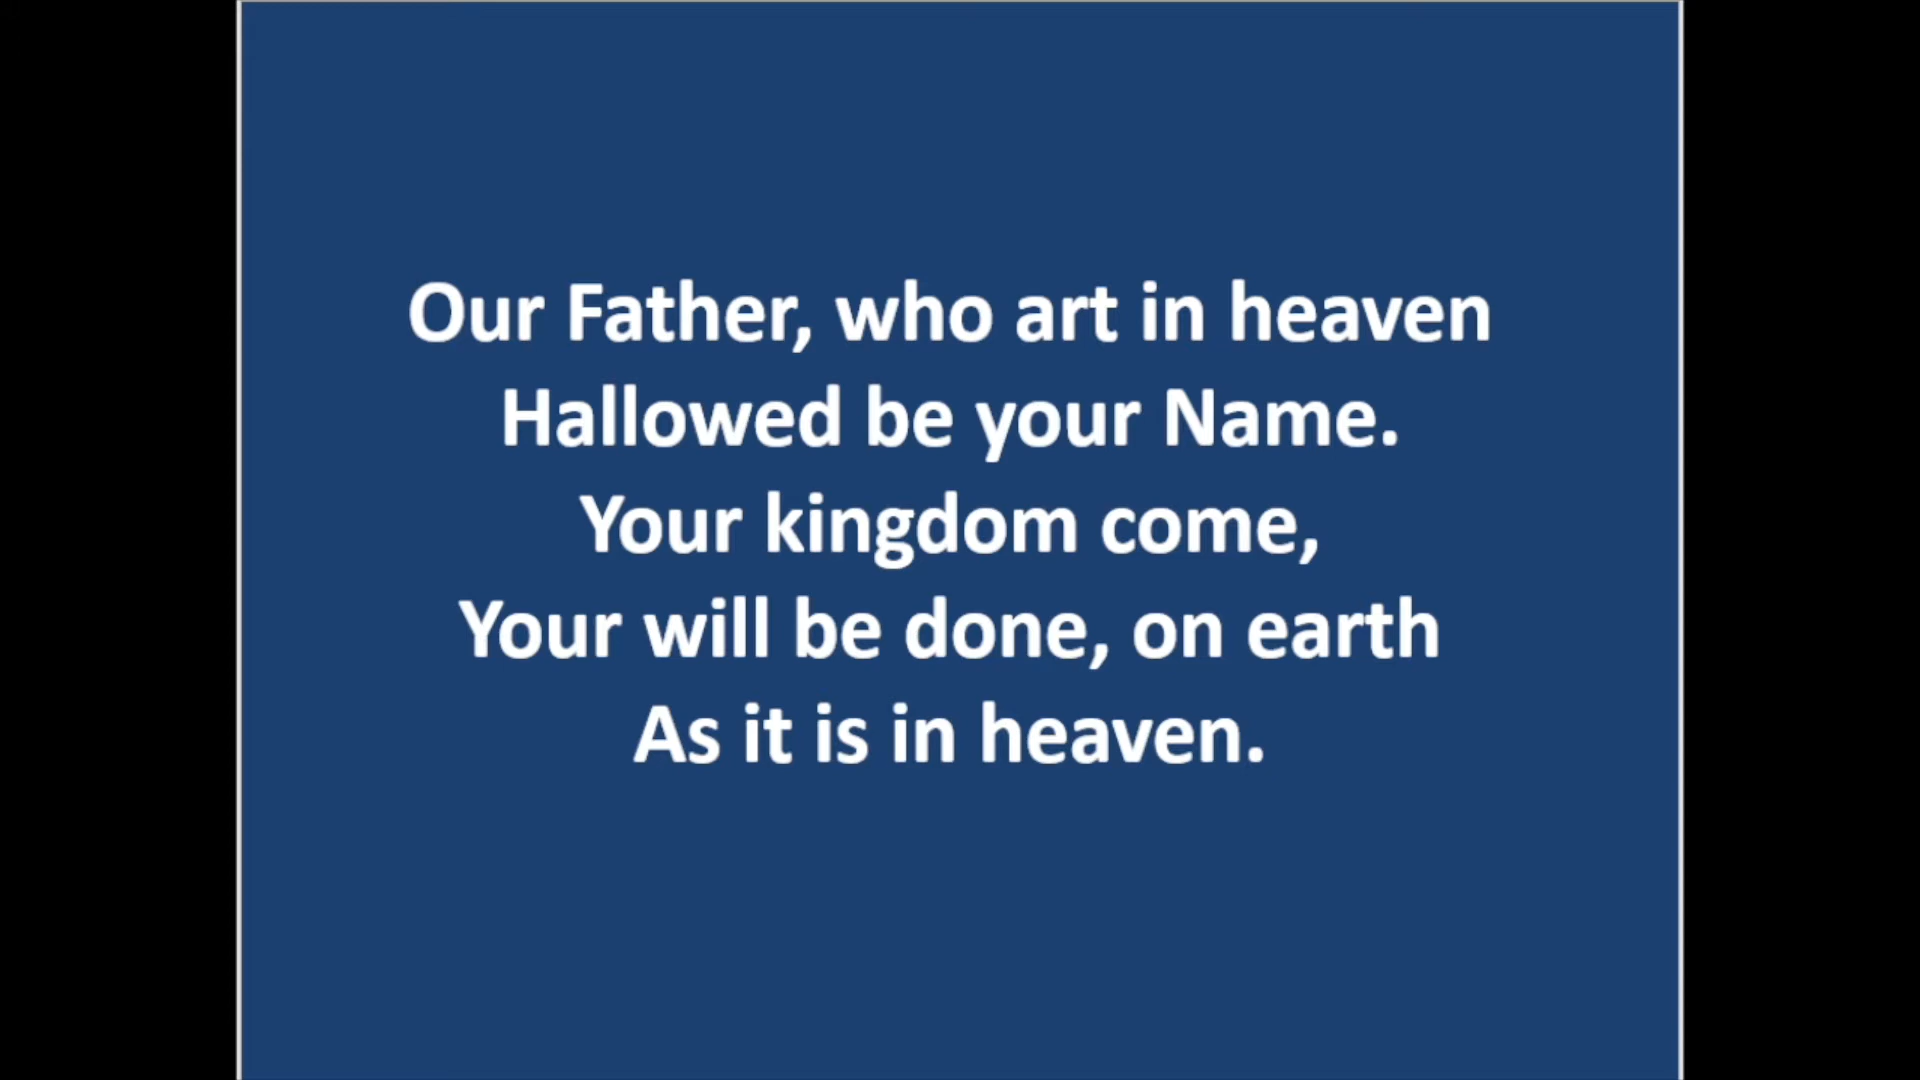 Our Father, who art in heaven
Hallowed be your Name.
Your kingdom come,
Your will be done, on earth
As it is in heaven.